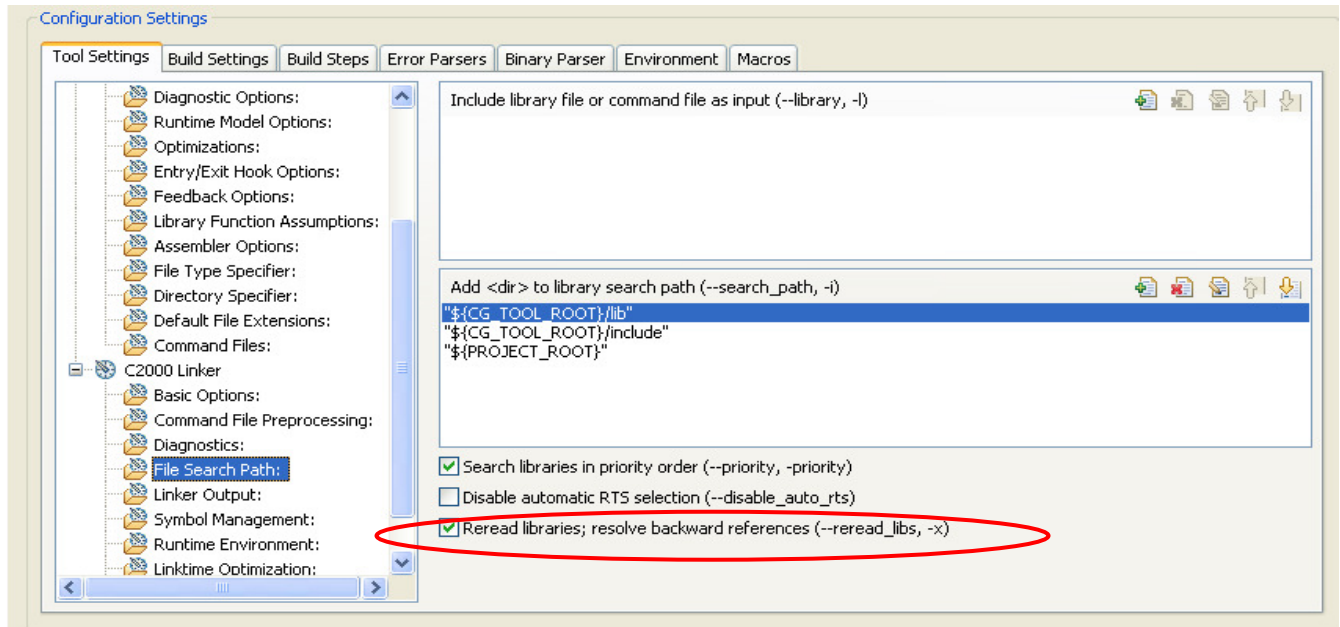 Configuration Settings
Tool Settings Build Settings Build Steps Error Parsers Binary Parser Environment Macros
Diagnostic Options:
Runtime Model Options:
Optimizations:
Entry/Exit Hook Options:
Feedback Options:
Library Function Assumptions:
Assembler Options:
File Type Specifier:
Directory Specifier:
Default File Extensions:
Command Files:
C2000 Linker
Basic Options:
Command File Preprocessing:
Diagnostics:
File Search Path:
Linker Output:
Symbol Management:
Runtime Environment:
Linktime Optimization:
Include library file or command file as input (--library, -l)
Add <dir> to library search path (--search_path, -i)
"${CG_TOOL_ROOT}/lib"
"${CG_TOOL_ROOT}/include"
"${PROJECT_ROOT}"
Search libraries in priority order (--priority, -priority)
Disable automatic RTS selection (--disable_auto_rts)
Reread libraries; resolve backward references (--reread_libs, -x)